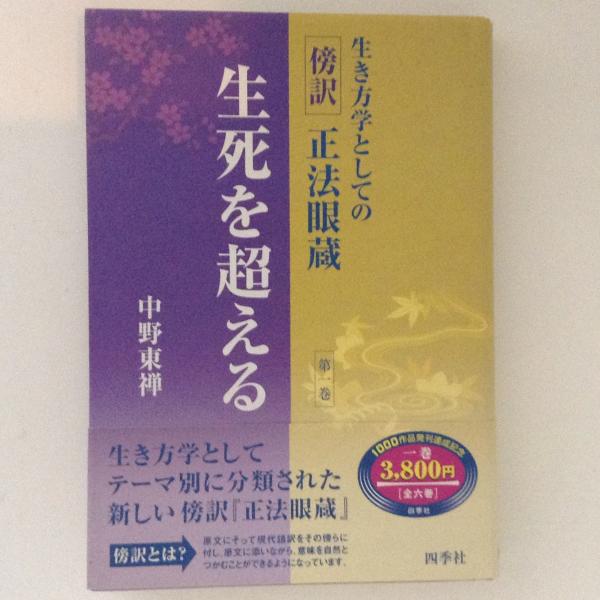 生き方学としての
傍訳 正法眼蔵
第一巻
生死を超える
中野東禅
生き方学として
テーマ別に分類された
新しい傍訳『正法眼蔵』
傍訳とは?
原文にそって現代語訳をその傍らに
付し、原文に添いながら、意味を自然と
つかむことができるようになっています。
1000作品発刊達成記念
一巻
3,800円
[全六巻]
四季社
四季社